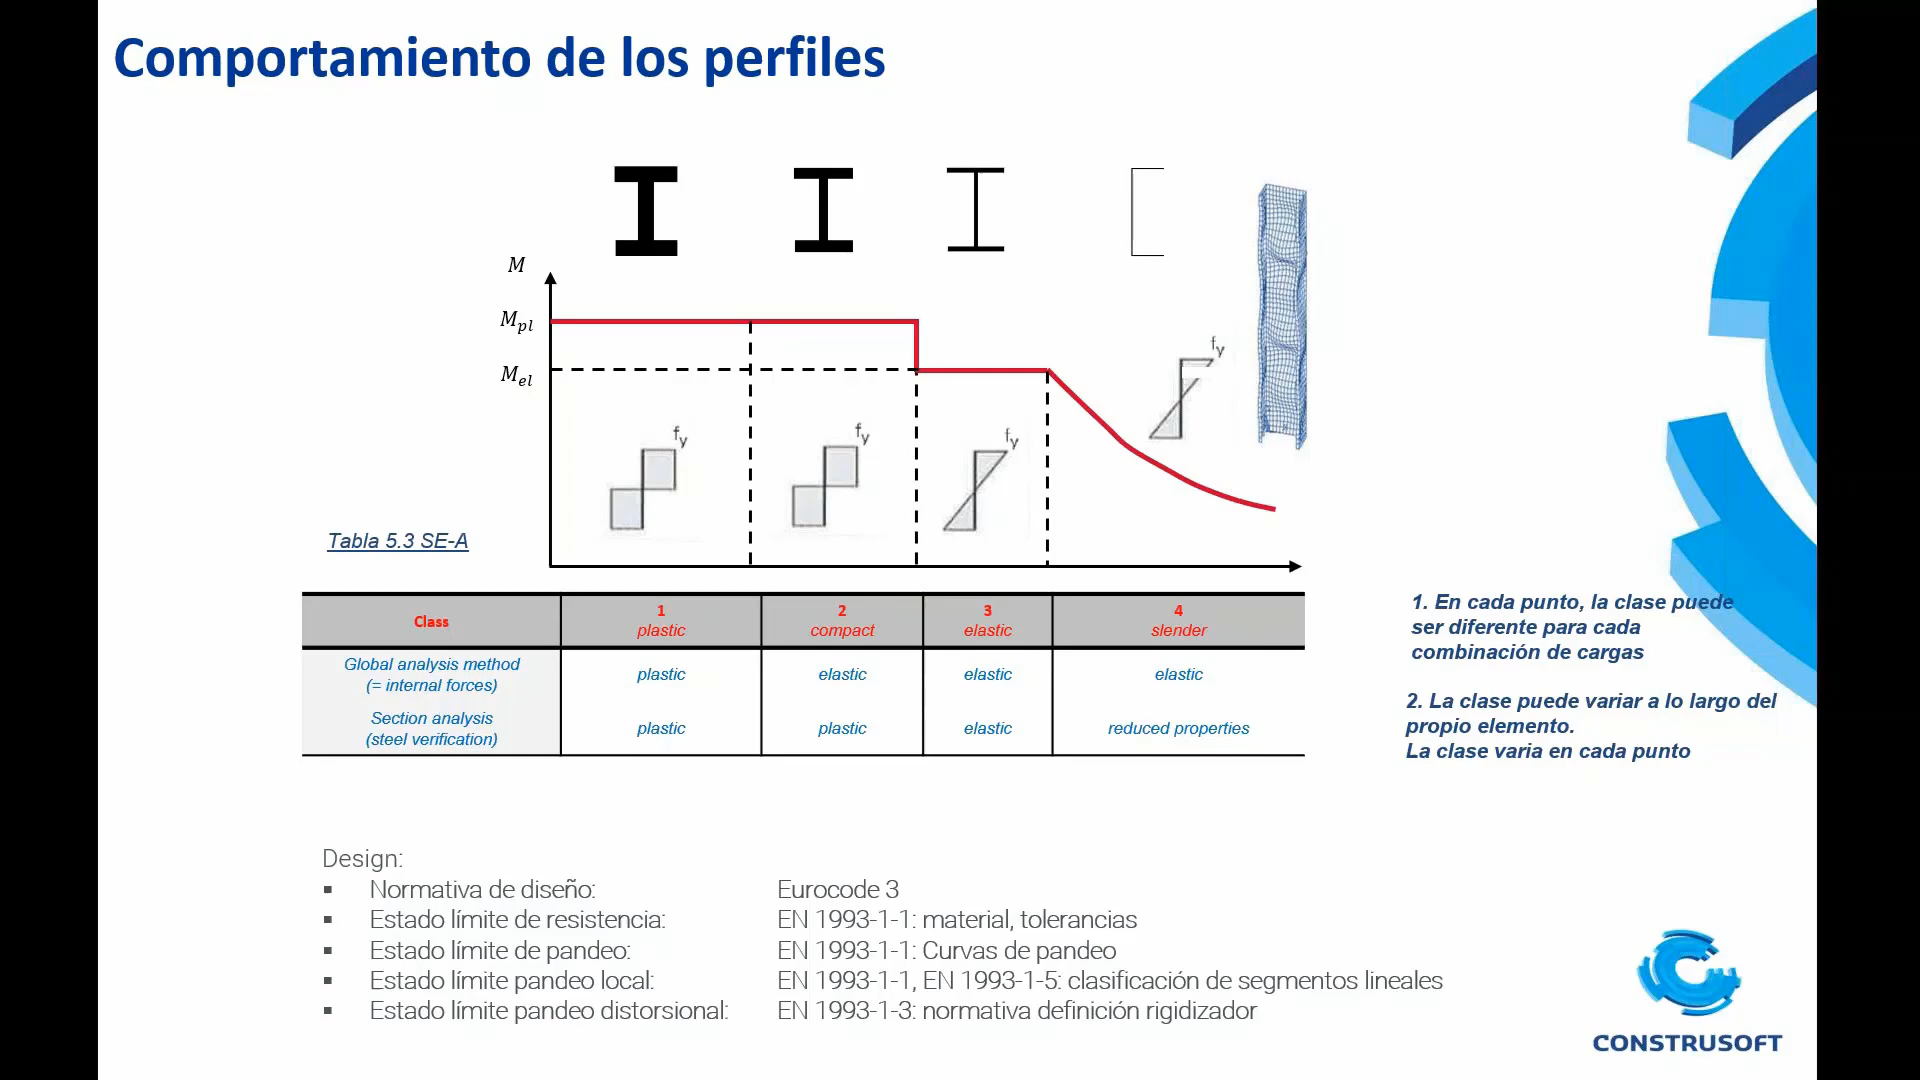 Comportamiento de los perfiles
M
Mpl
Mel
fy
fy
fy
fy
Tabla 5.3 SE-A
Class
1
plastic
2
compact
3
elastic
4
slender
Global analysis method
(= internal forces)
plastic
elastic
elastic
elastic
Section analysis
(steel verification)
plastic
plastic
elastic
reduced properties
1. En cada punto, la clase puede
ser diferente para cada
combinación de cargas
2. La clase puede variar a lo largo del
propio elemento.
La clase varia en cada punto
Design:
▪ Normativa de diseño: Eurocode 3
▪ Estado límite de resistencia: EN 1993-1-1: material, tolerancias
▪ Estado límite de pandeo: EN 1993-1-1: Curvas de pandeo
▪ Estado límite pandeo local: EN 1993-1-1, EN 1993-1-5: clasificación de segmentos lineales
▪ Estado límite pandeo distorsional: EN 1993-1-3: normativa definición rigidizador
CONSTRUSOFT